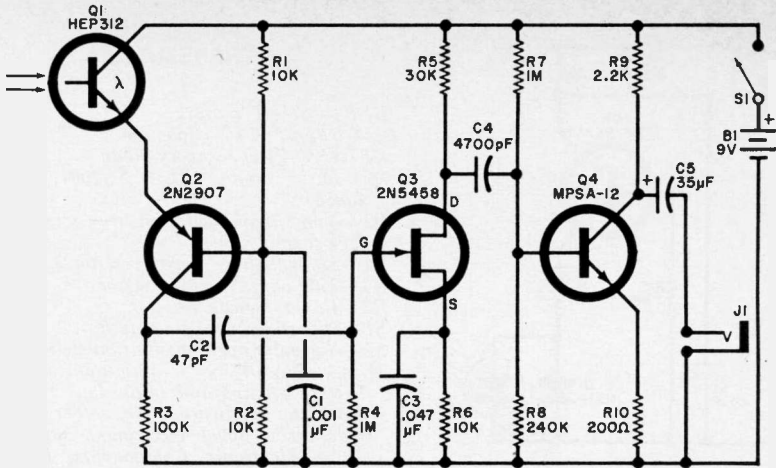 Q1
HEP312
λ
R1
10K
R5
30K
R7
1M
R9
2.2K
S1
+
B1
9V
C4
4700pF
Q2
2N2907
Q3
2N5458
Q4
MPSA-12
+
C5
35µF
D
G
S
J1
C2
47pF
R3
100K
R2
10K
C1
.001
µF
R4
1M
C3
.047
µF
R6
10K
R8
240K
R10
200Ω